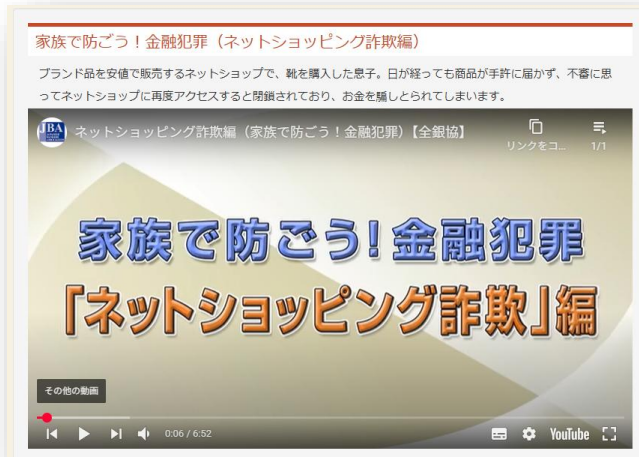 家族で防ごう！金融犯罪（ネットショッピング詐欺編）
ブランド品を安値で販売するネットショップで、靴を購入した息子。日が経っても商品が手許に届かず、不審に思
ってネットショップに再度アクセスすると閉鎖されており、お金を騙しとられてしまいます。
JBA
ネットショッピング詐欺編（家族で防ごう！金融犯罪）【全銀協】
リンクをコ...
1/1
家族で防ごう!金融犯罪
「ネットショッピング詐欺」編
その他の動画
0:06 / 6:52
YouTube